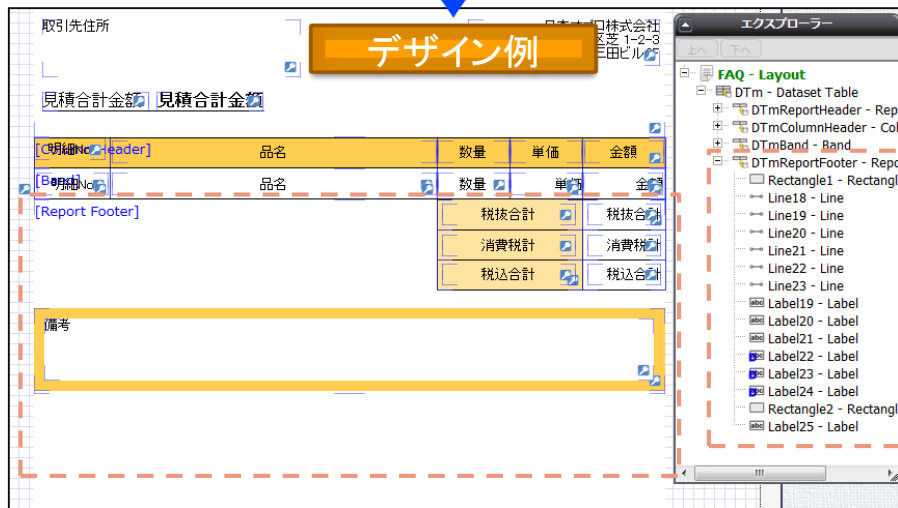 取引先住所
デザイン例
株式会社
芝 1-2-3
三田ビル
見積合計金額 見積合計金額
[Column Header] 明細No 品名 数量 単価 金額
[Band] 明細No 品名 数量 単価 金額
[Report Footer] 税抜合計 税抜合計
消費税計 消費税計
税込合計 税込合計
備考
エクスプローラー
上へ 下へ
FAQ - Layout
DTm - Dataset Table
DTmReportHeader - Rep
DTmColumnHeader - Col
DTmBand - Band
DTmReportFooter - Repo
Rectangle1 - Rectangl
Line18 - Line
Line19 - Line
Line20 - Line
Line21 - Line
Line22 - Line
Line23 - Line
Label19 - Label
Label20 - Label
Label21 - Label
Label22 - Label
Label23 - Label
Label24 - Label
Rectangle2 - Rectangl
Label25 - Label